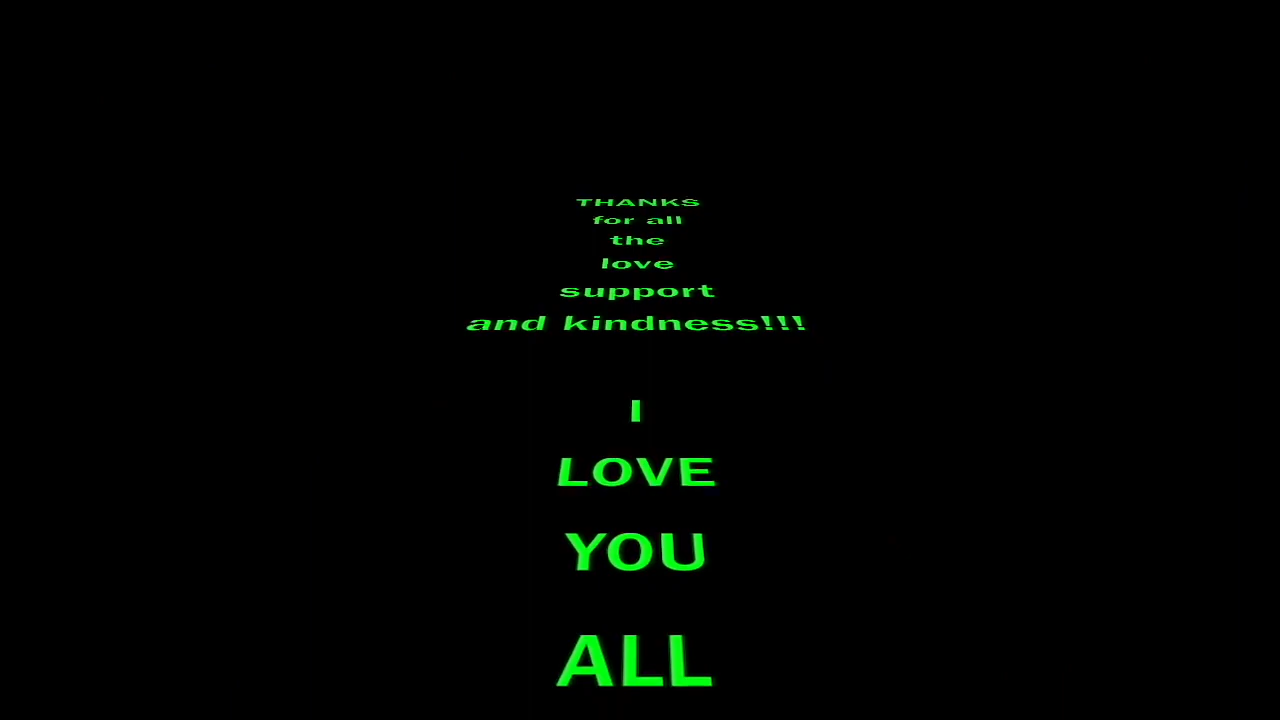 THANKS
for all
the
love
support
and kindness!!!
I
LOVE
YOU
ALL